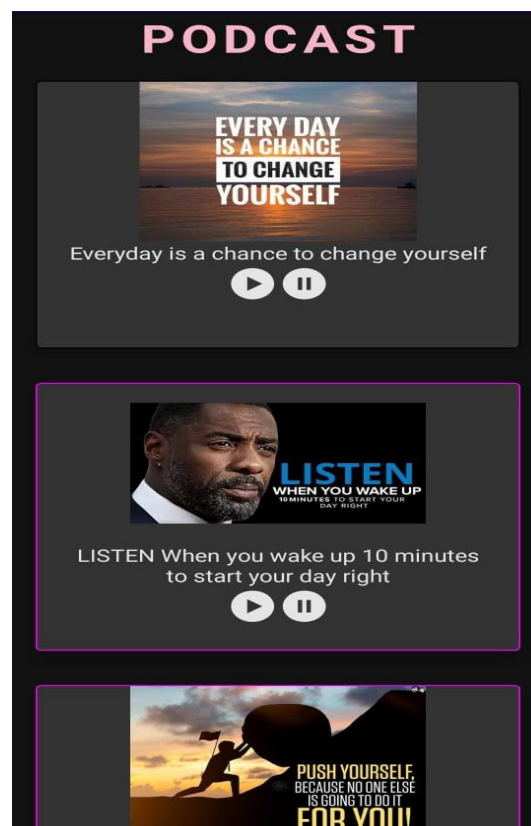 PODCAST
EVERY DAY
IS A CHANCE
TO CHANGE
YOURSELF
Everyday is a chance to change yourself
LISTEN
WHEN YOU WAKE UP
10 MINUTES TO START YOUR
DAY RIGHT
LISTEN When you wake up 10 minutes
to start your day right
PUSH YOURSELF,
BECAUSE NO ONE ELSE
IS GOING TO DO IT
FOR YOU!